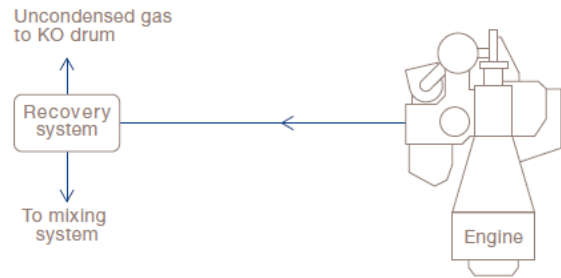 Uncondensed gas
to KO drum
Recovery
system
To mixing
system
Engine